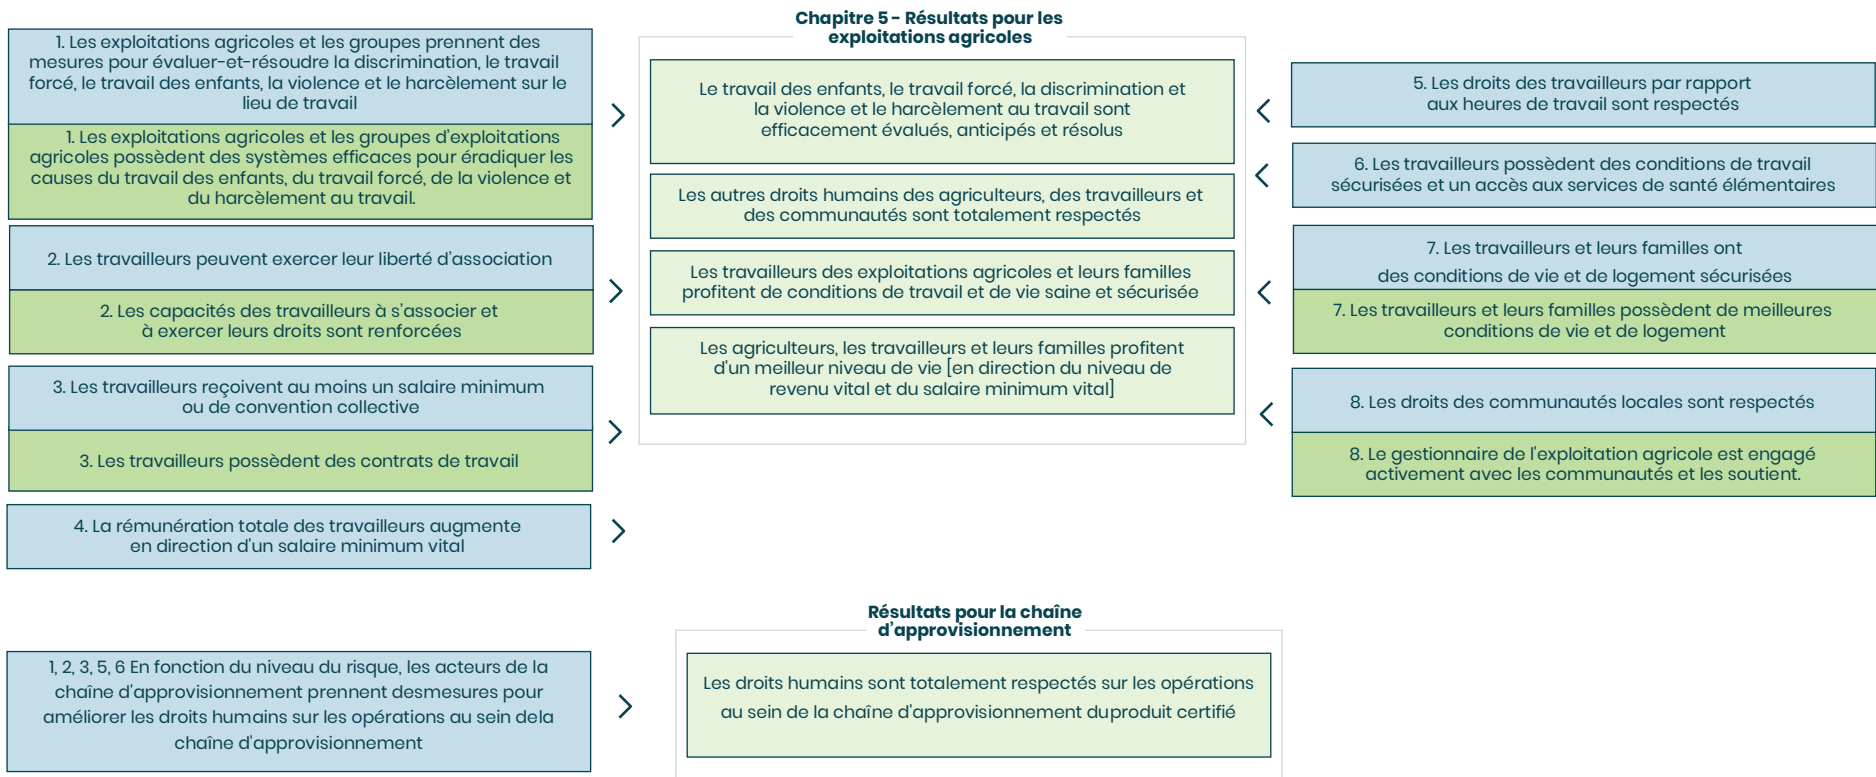 Chapitre 5 - Résultats pour les
exploitations agricoles
1. Les exploitations agricoles et les groupes prennent des
mesures pour évaluer-et-résoudre la discrimination, le travail
forcé, le travail des enfants, la violence et le harcèlement sur le
lieu de travail
1. Les exploitations agricoles et les groupes d'exploitations
agricoles possèdent des systèmes efficaces pour éradiquer les
causes du travail des enfants, du travail forcé, de la violence et
du harcèlement au travail.
2. Les travailleurs peuvent exercer leur liberté d'association
2. Les capacités des travailleurs à s'associer et
à exercer leurs droits sont renforcées
3. Les travailleurs reçoivent au moins un salaire minimum
ou de convention collective
3. Les travailleurs possèdent des contrats de travail
4. La rémunération totale des travailleurs augmente
en direction d'un salaire minimum vital
Le travail des enfants, le travail forcé, la discrimination et
la violence et le harcèlement au travail sont
efficacement évalués, anticipés et résolus
Les autres droits humains des agriculteurs, des travailleurs et
des communautés sont totalement respectés
Les travailleurs des exploitations agricoles et leurs familles
profitent de conditions de travail et de vie saine et sécurisée
Les agriculteurs, les travailleurs et leurs familles profitent
d'un meilleur niveau de vie [en direction du niveau de
revenu vital et du salaire minimum vital]
5. Les droits des travailleurs par rapport
aux heures de travail sont respectés
6. Les travailleurs possèdent des conditions de travail
sécurisées et un accès aux services de santé élémentaires
7. Les travailleurs et leurs familles ont
des conditions de vie et de logement sécurisées
7. Les travailleurs et leurs familles possèdent de meilleures
conditions de vie et de logement
8. Les droits des communautés locales sont respectés
8. Le gestionnaire de l'exploitation agricole est engagé
activement avec les communautés et les soutient.
Résultats pour la chaîne
d'approvisionnement
1, 2, 3, 5, 6 En fonction du niveau du risque, les acteurs de la
chaîne d'approvisionnement prennent desmesures pour
améliorer les droits humains sur les opérations au sein dela
chaîne d'approvisionnement
Les droits humains sont totalement respectés sur les opérations
au sein de la chaîne d'approvisionnement duproduit certifié